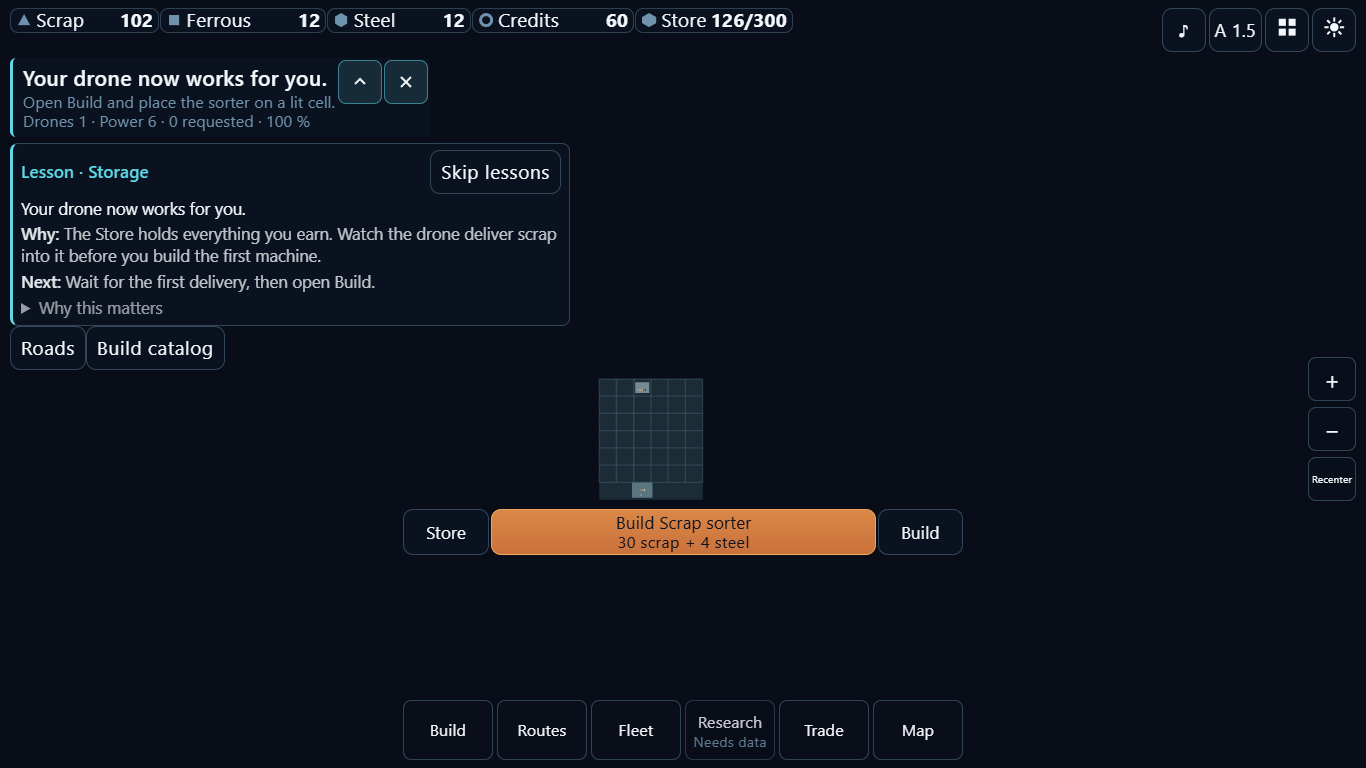 Scrap 102
Ferrous 12
Steel 12
Credits 60
Store 126/300
A 1.5
Your drone now works for you.
Open Build and place the sorter on a lit cell.
Drones 1 · Power 6 · 0 requested · 100 %
Lesson · Storage
Skip lessons
Your drone now works for you.
Why: The Store holds everything you earn. Watch the drone deliver scrap
into it before you build the first machine.
Next: Wait for the first delivery, then open Build.
Why this matters
Roads
Build catalog
+
−
Recenter
Store
Build Scrap sorter
30 scrap + 4 steel
Build
Build
Routes
Fleet
Research
Needs data
Trade
Map